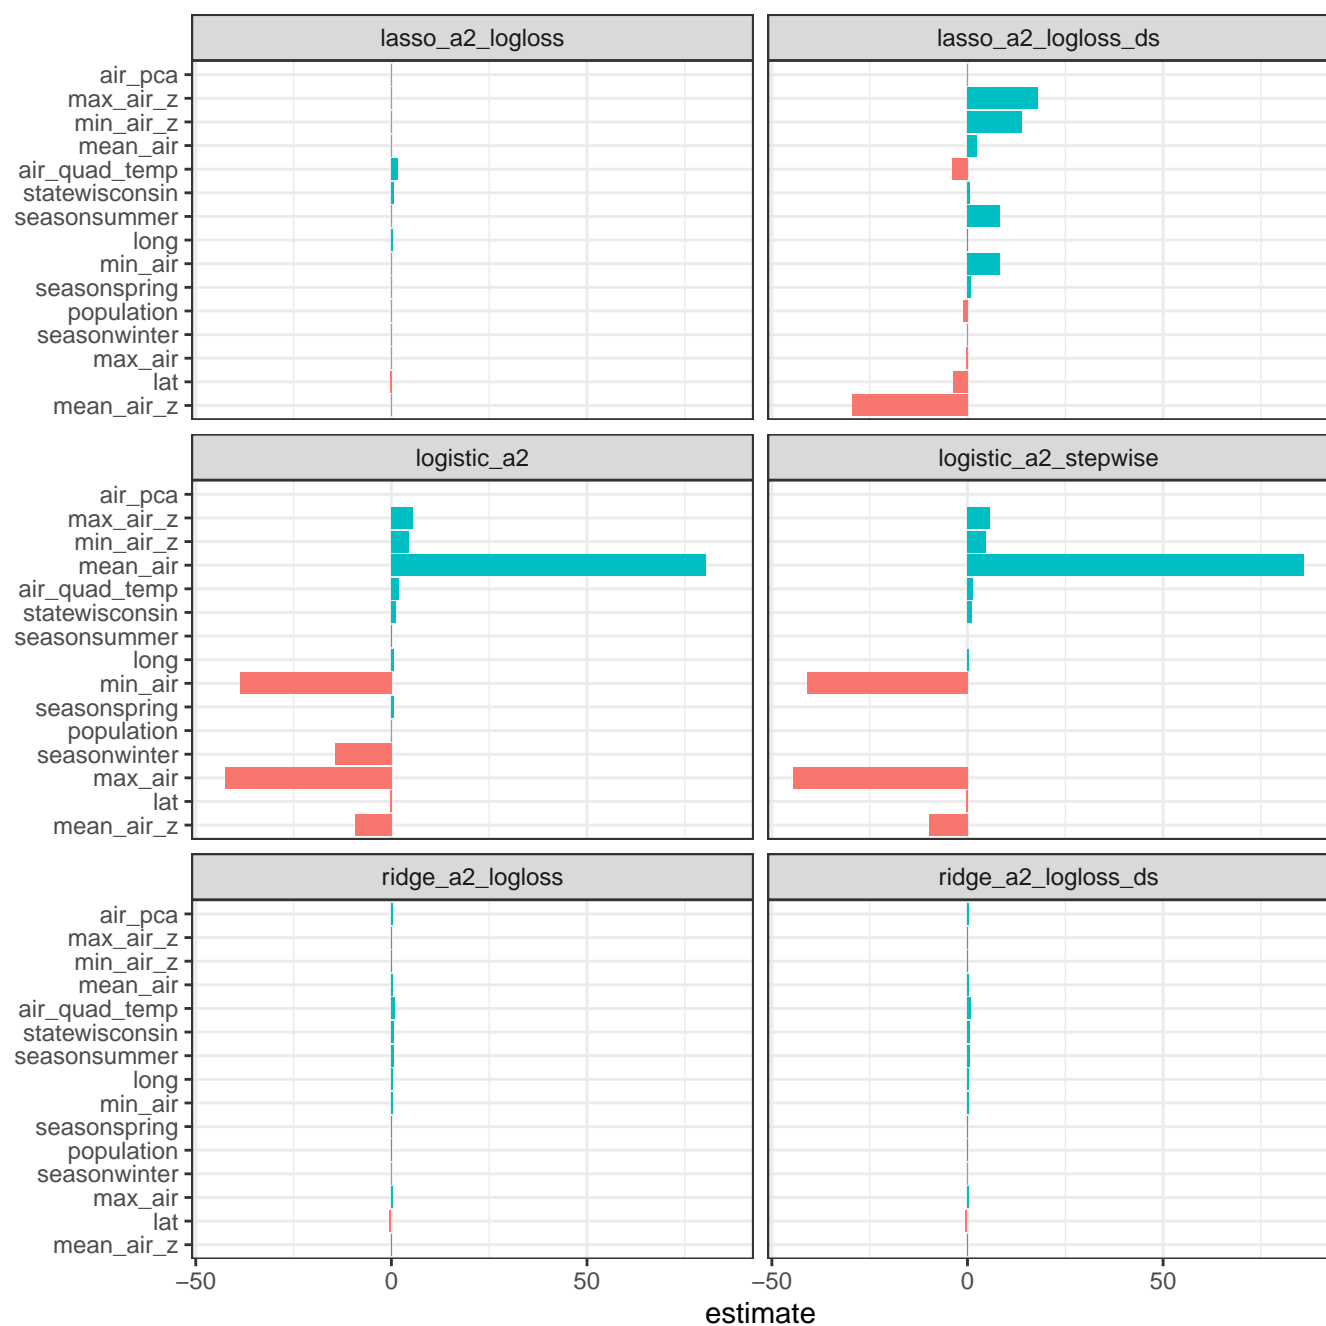 lasso_a2_logloss
lasso_a2_logloss_ds
air_pca
max_air_z
min_air_z
mean_air
air_quad_temp
statewisconsin
seasonsummer
long
min_air
seasonspring
population
seasonwinter
max_air
lat
mean_air_z
logistic_a2
logistic_a2_stepwise
air_pca
max_air_z
min_air_z
mean_air
air_quad_temp
statewisconsin
seasonsummer
long
min_air
seasonspring
population
seasonwinter
max_air
lat
mean_air_z
ridge_a2_logloss
ridge_a2_logloss_ds
air_pca
max_air_z
min_air_z
mean_air
air_quad_temp
statewisconsin
seasonsummer
long
min_air
seasonspring
population
seasonwinter
max_air
lat
mean_air_z
−50 0 50 −50 0 50
estimate